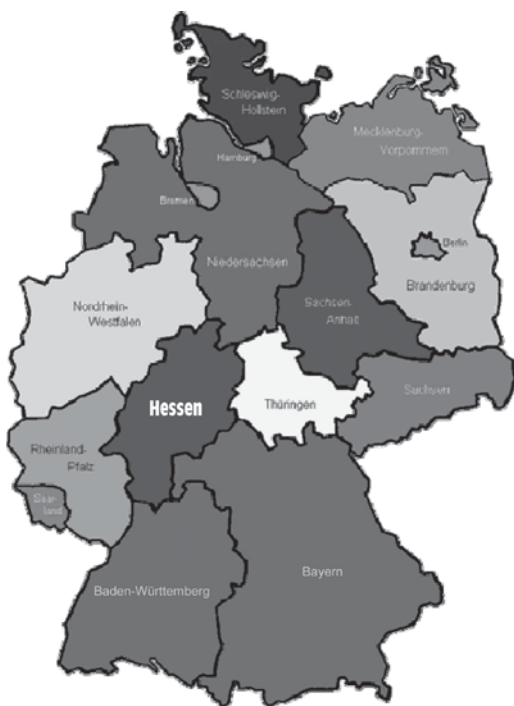 Schleswig-
Hollstein
Mecklenburg-
Vorpommern
Hamburg
Bremen
Berlin
Niedersachsen
Brandenburg
Sachsen-
Anhalt
Nordrhein-
Westfalen
Sachsen
Hessen
Thüringen
Rheinland-
Pfalz
Saar-
land
Bayern
Baden-Württemberg